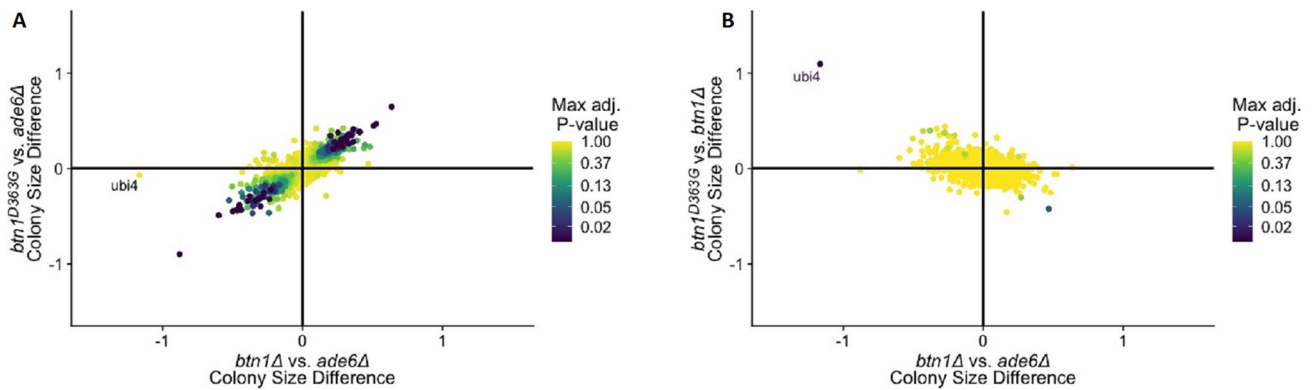 A
btn1D363G vs. ade6Δ
Colony Size Difference
1
0
-1
ubi4
-1
0
1
btn1Δ vs. ade6Δ
Colony Size Difference
Max adj.
P-value
1.00
0.37
0.13
0.05
0.02
B
btn1D363G vs. btn1Δ
Colony Size Difference
1
0
-1
ubi4
-1
0
1
btn1Δ vs. ade6Δ
Colony Size Difference
Max adj.
P-value
1.00
0.37
0.13
0.05
0.02